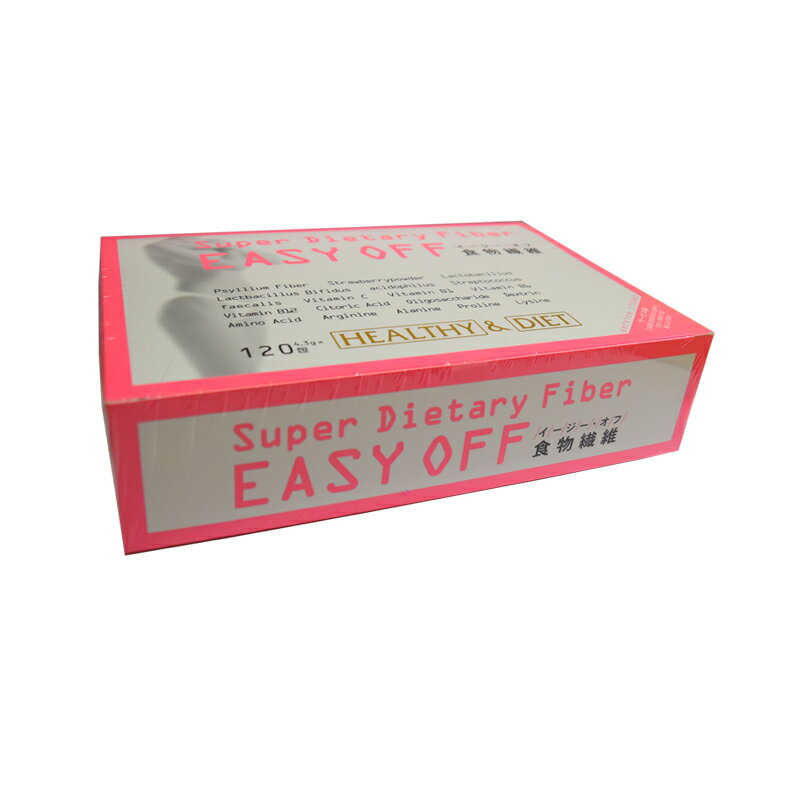 Super Dietary Fiber
EASY OFF イージー・オフ
食物繊維
Psyllium Fiber Strawberrypowder Lactobacillus
Lactbacillus Bifidus acidophilus Streptococcus
faecalis Vitamin C Vitamin B1 Vitamin B6
Vitamin B12 Citoric Acid Oligosaccharide Dextrin
Amino Acid Arginine Alanine Proline Lysine
120 4.3g×
包
HEALTHY & DIET
Super Dietary Fiber
EASY OFF イージー・オフ
食物繊維